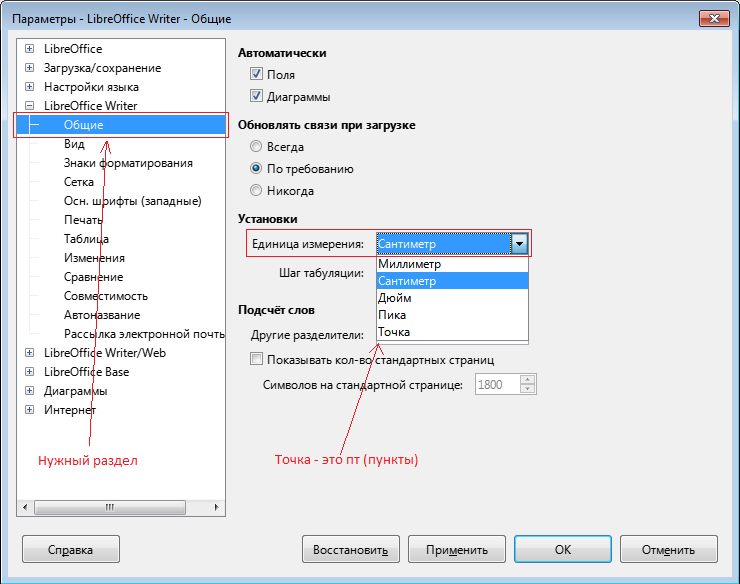 Параметры - LibreOffice Writer - Общие
LibreOffice
Загрузка/сохранение
Настройки языка
LibreOffice Writer
Общие
Вид
Знаки форматирования
Сетка
Осн. шрифты (западные)
Печать
Таблица
Изменения
Сравнение
Совместимость
Автоназвание
Рассылка электронной почты
LibreOffice Writer/Web
LibreOffice Base
Диаграммы
Интернет
Нужный раздел
Автоматически
Поля
Диаграммы
Обновлять связи при загрузке
Всегда
По требованию
Никогда
Установки
Единица измерения: Сантиметр
Миллиметр
Шаг табуляции: Сантиметр
Дюйм
Подсчёт слов Пика
Другие разделители: Точка
Показывать кол-во стандартных страниц
Символов на стандартной странице: 1800
Точка - это пт (пункты)
Справка Восстановить Применить OK Отменить